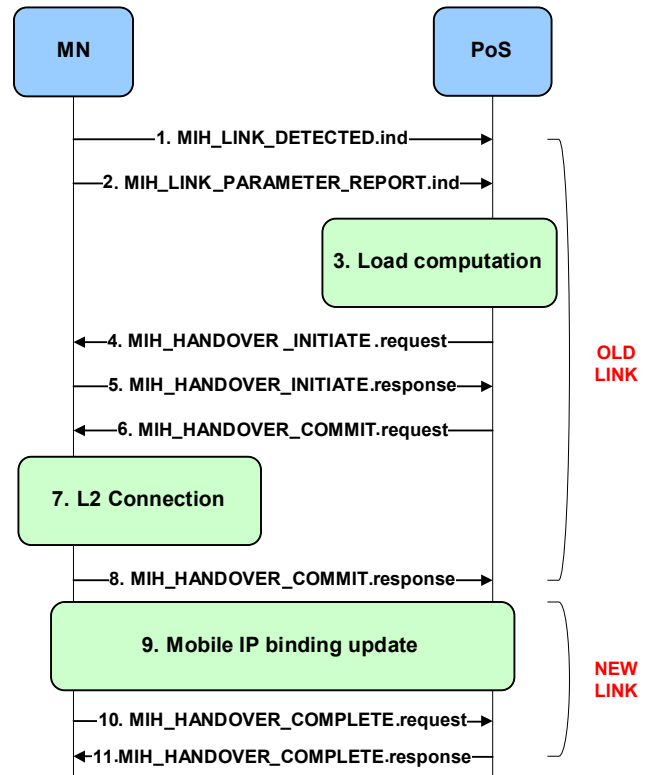 MN
PoS
1. MIH_LINK_DETECTED.ind
2. MIH_LINK_PARAMETER_REPORT.ind
3. Load computation
4. MIH_HANDOVER _INITIATE .request
5. MIH_HANDOVER_INITIATE.response
6. MIH_HANDOVER_COMMIT.request
OLD
LINK
7. L2 Connection
8. MIH_HANDOVER_COMMIT.response
9. Mobile IP binding update
NEW
LINK
10. MIH_HANDOVER_COMPLETE.request
11.MIH_HANDOVER_COMPLETE.response